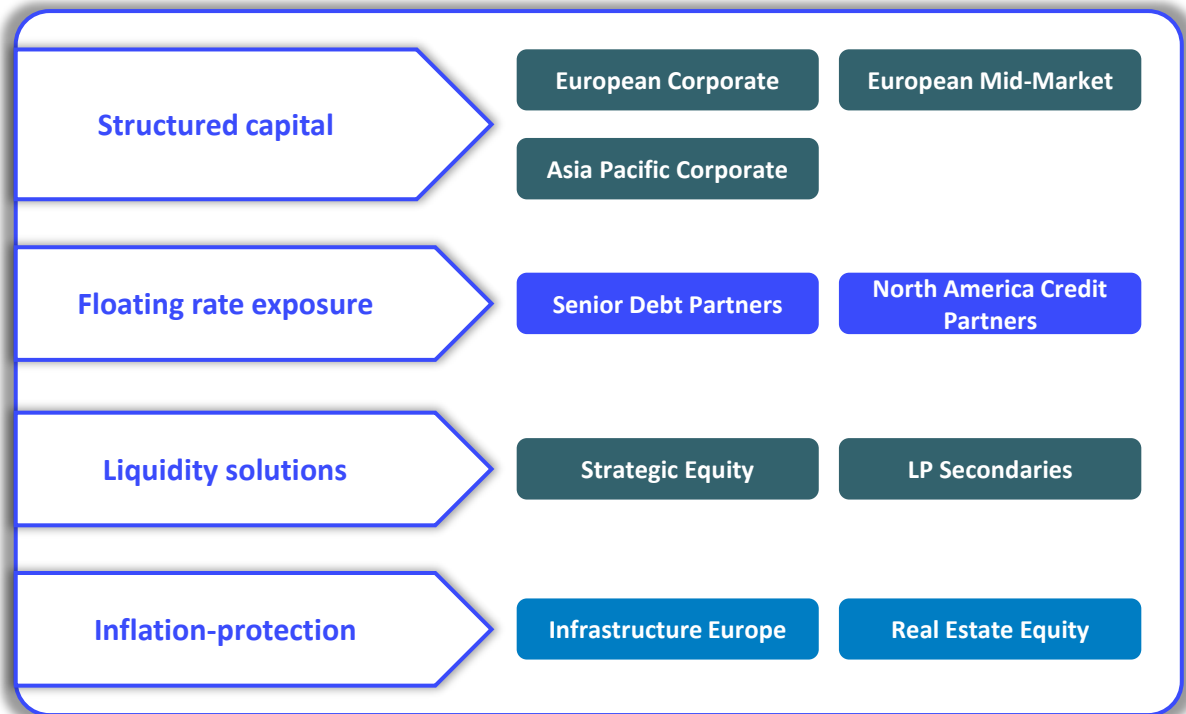 Structured capital
European Corporate
European Mid-Market
Asia Pacific Corporate
Floating rate exposure
Senior Debt Partners
North America Credit
Partners
Liquidity solutions
Strategic Equity
LP Secondaries
Inflation-protection
Infrastructure Europe
Real Estate Equity